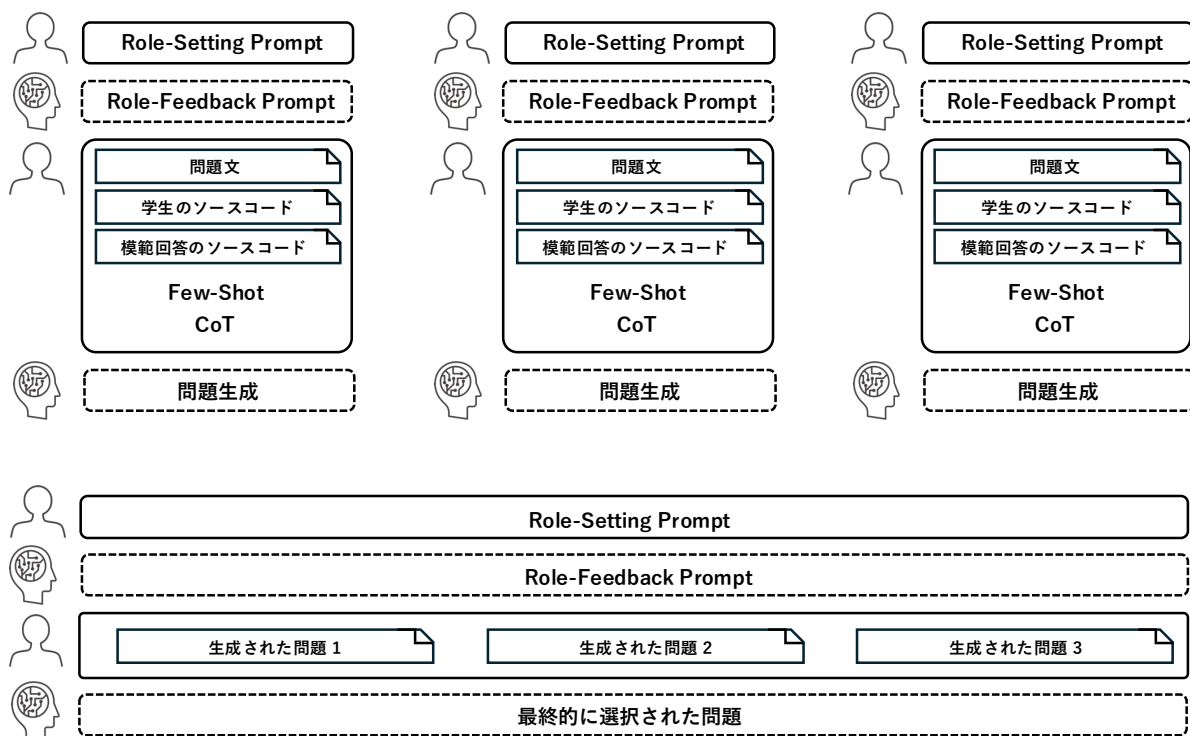 Role-Setting Prompt
Role-Feedback Prompt
問題文
学生のソースコード
模範回答のソースコード
Few-Shot
CoT
問題生成
Role-Setting Prompt
Role-Feedback Prompt
問題文
学生のソースコード
模範回答のソースコード
Few-Shot
CoT
問題生成
Role-Setting Prompt
Role-Feedback Prompt
問題文
学生のソースコード
模範回答のソースコード
Few-Shot
CoT
問題生成
Role-Setting Prompt
Role-Feedback Prompt
生成された問題 1
生成された問題 2
生成された問題 3
最終的に選択された問題